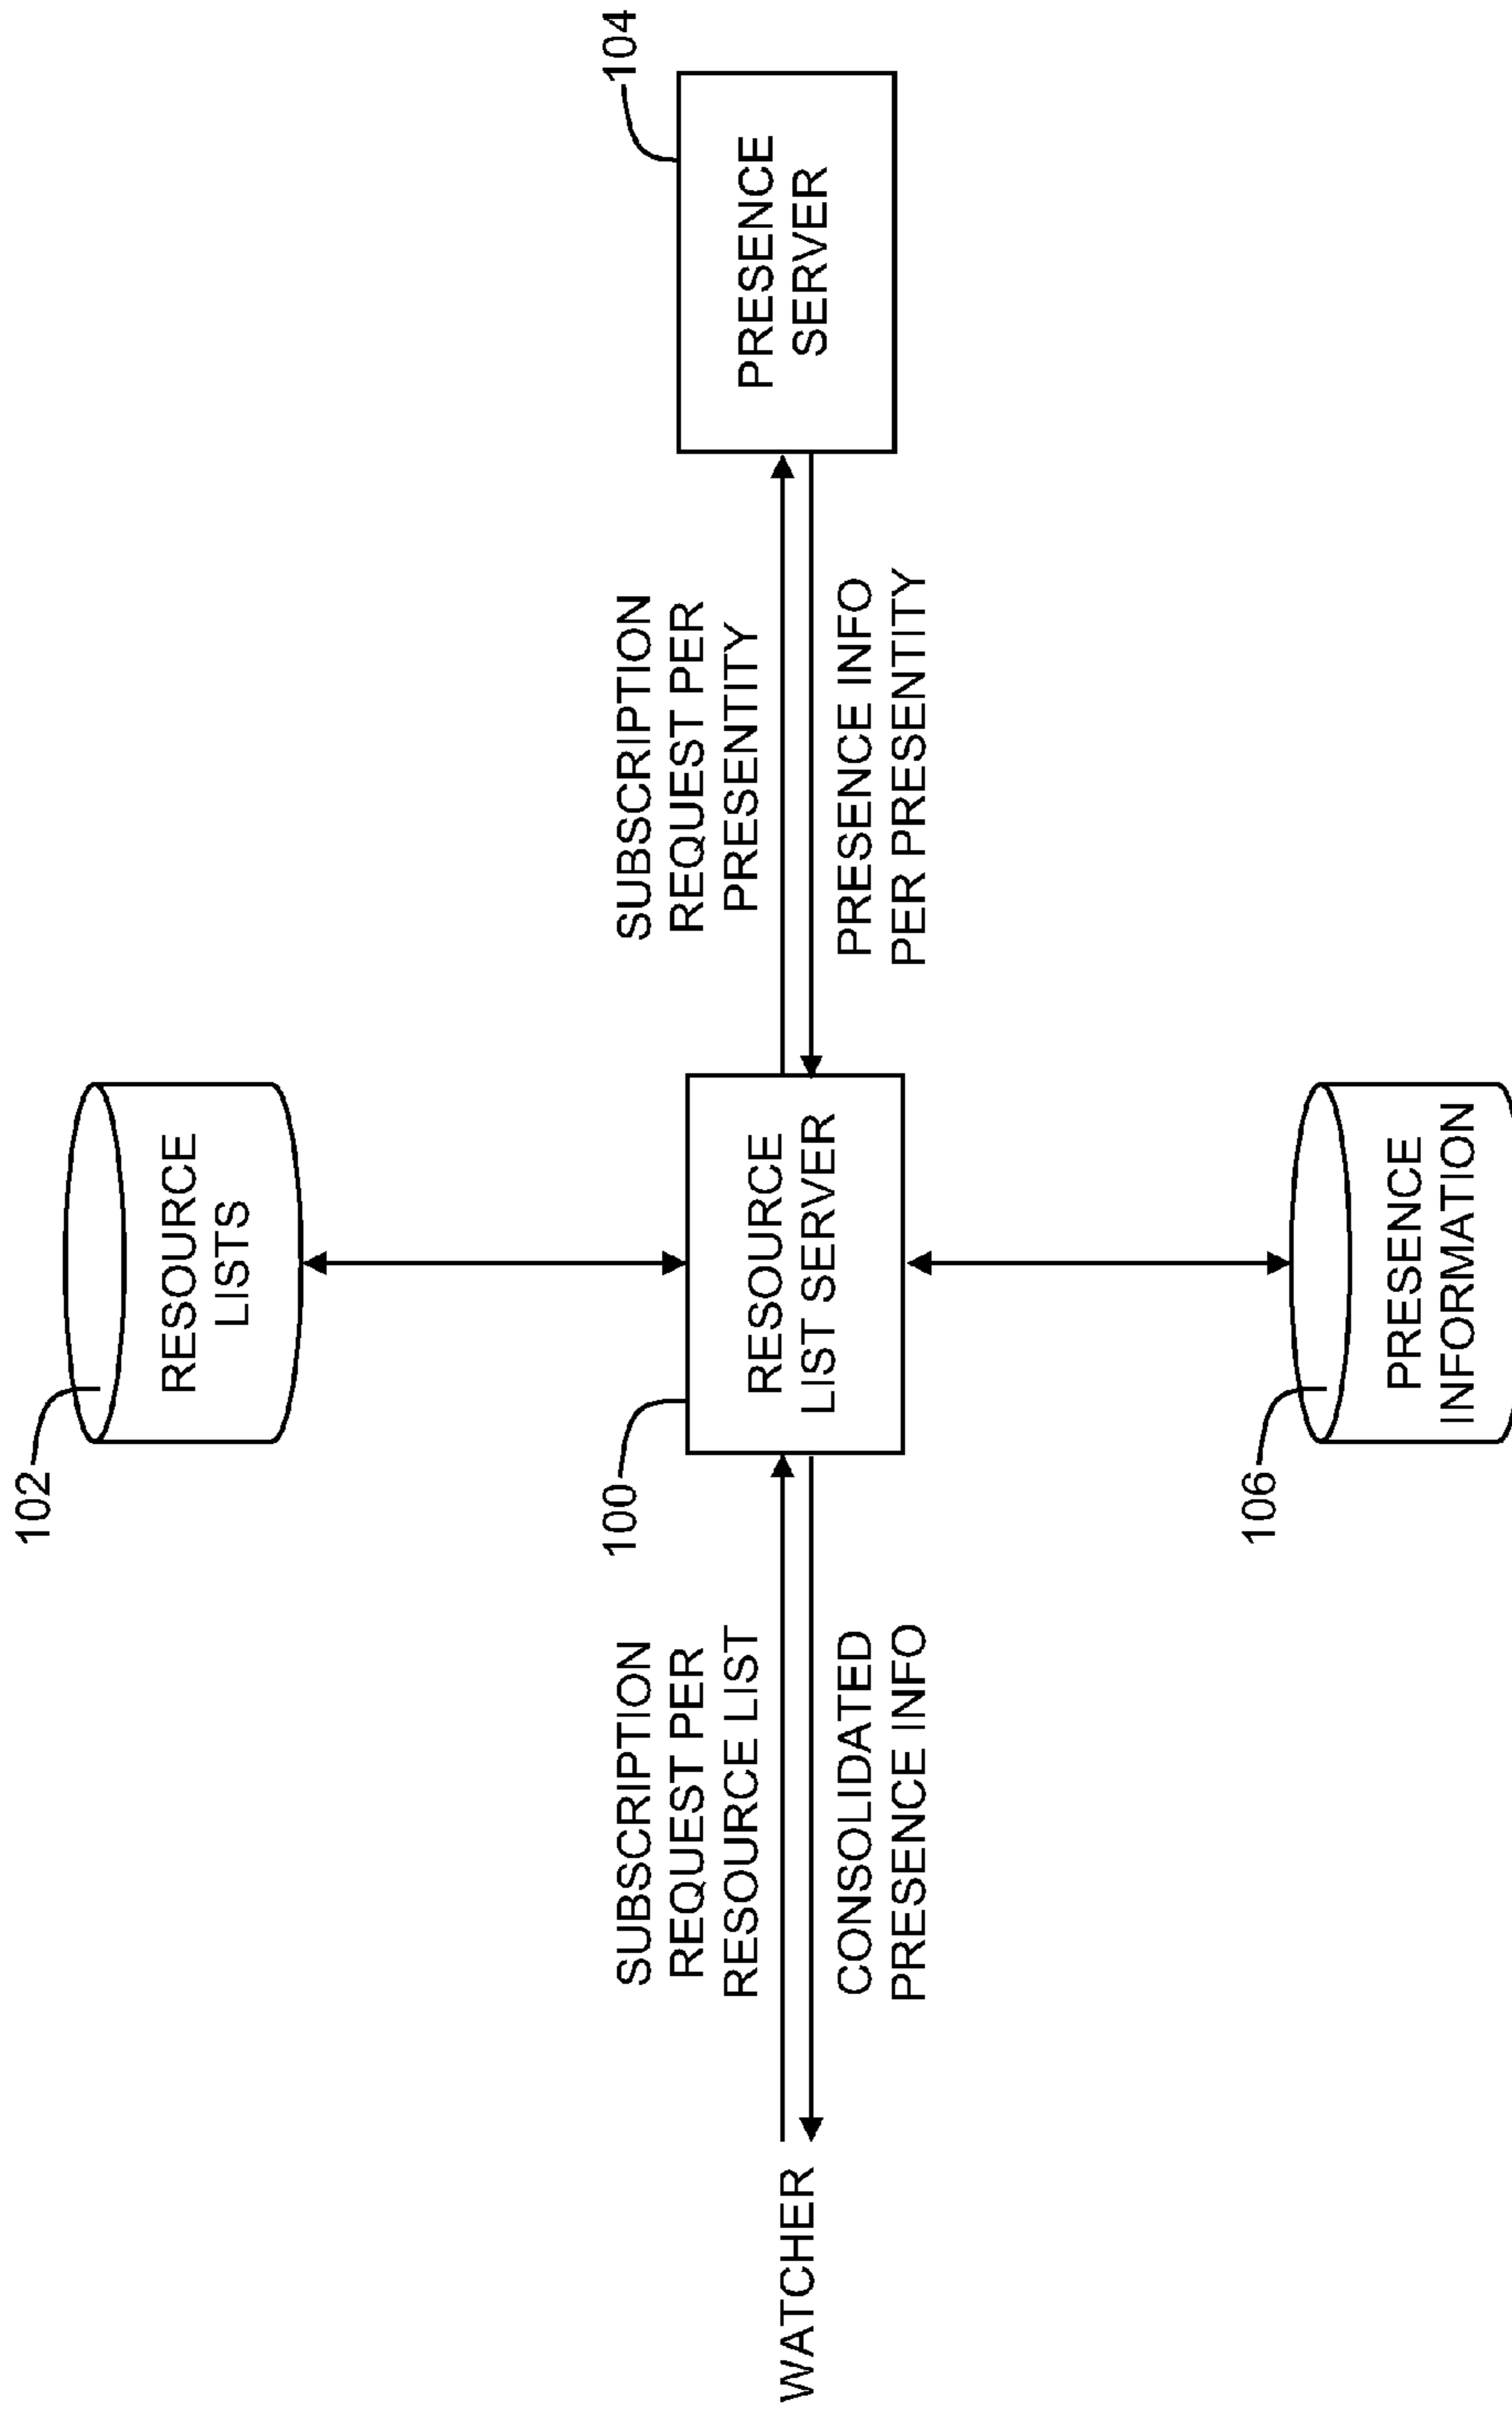 102
RESOURCE
LISTS
WATCHER
SUBSCRIPTION
REQUEST PER
RESOURCE LIST
CONSOLIDATED
PRESENCE INFO
100
RESOURCE
LIST SERVER
SUBSCRIPTION
REQUEST PER
PRESENTITY
PRESENCE INFO
PER PRESENTITY
104
PRESENCE
SERVER
106
PRESENCE
INFORMATION